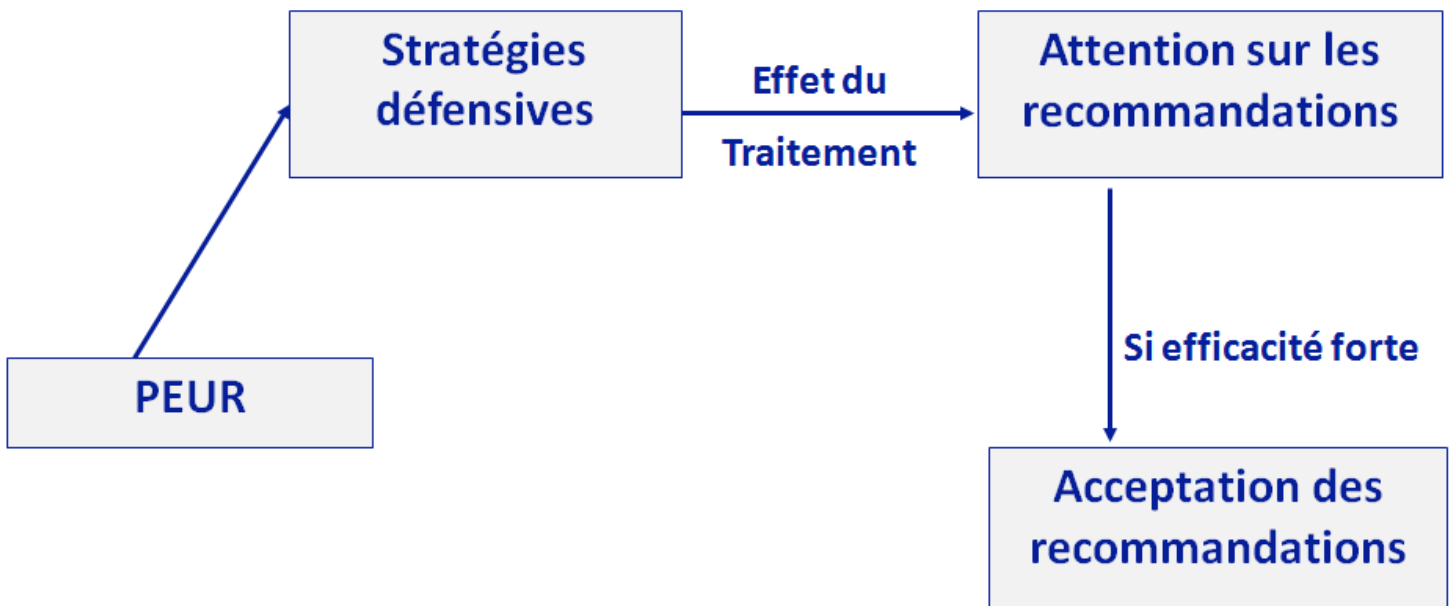 Stratégies
défensives
Effet du
Traitement
Attention sur les
recommandations
Si efficacité forte
PEUR
Acceptation des
recommandations